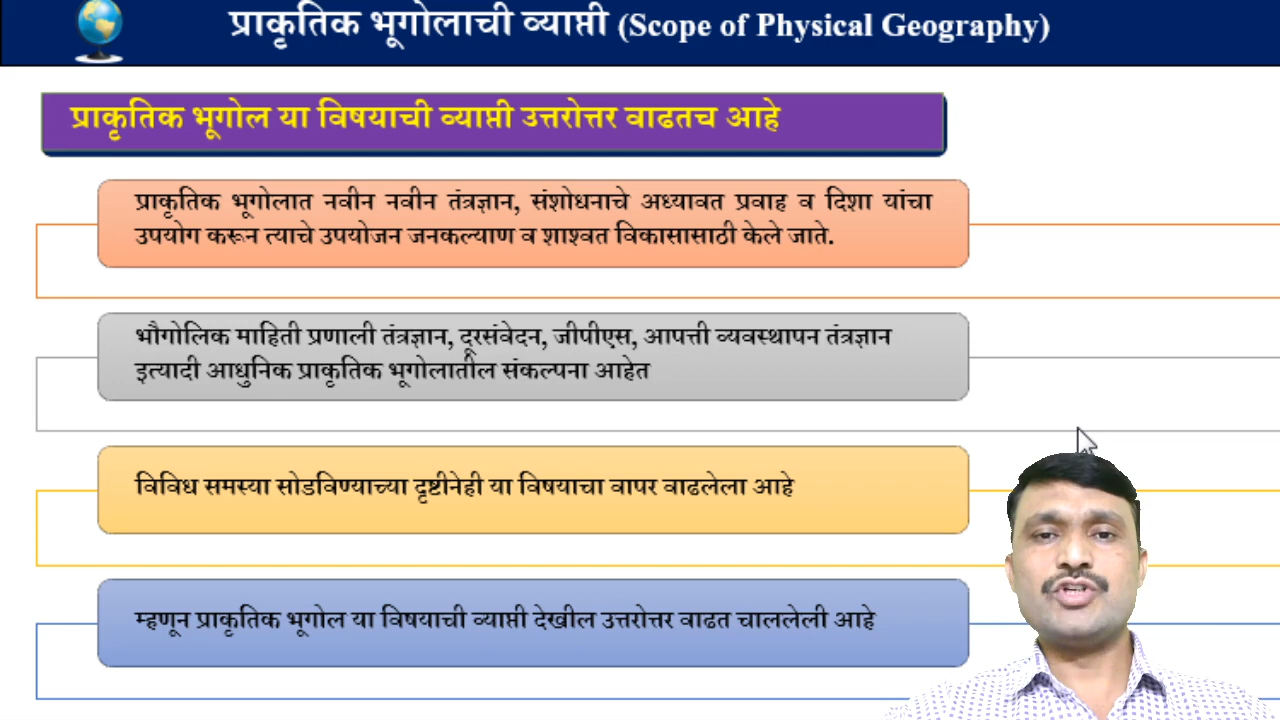 प्राकृतिक भूगोलाची व्याप्ती (Scope of Physical Geography)
प्राकृतिक भूगोल या विषयाची व्याप्ती उत्तरोत्तर वाढतच आहे
प्राकृतिक भूगोलात नवीन नवीन तंत्रज्ञान, संशोधनाचे अध्यावत प्रवाह व दिशा यांचा
उपयोग करून त्याचे उपयोजन जनकल्याण व शाश्वत विकासासाठी केले जाते.
भौगोलिक माहिती प्रणाली तंत्रज्ञान, दूरसंवेदन, जीपीएस, आपत्ती व्यवस्थापन तंत्रज्ञान
इत्यादी आधुनिक प्राकृतिक भूगोलातील संकल्पना आहेत
विविध समस्या सोडविण्याच्या दृष्टीनेही या विषयाचा वापर वाढलेला आहे
म्हणून प्राकृतिक भूगोल या विषयाची व्याप्ती देखील उत्तरोत्तर वाढत चाललेली आहे